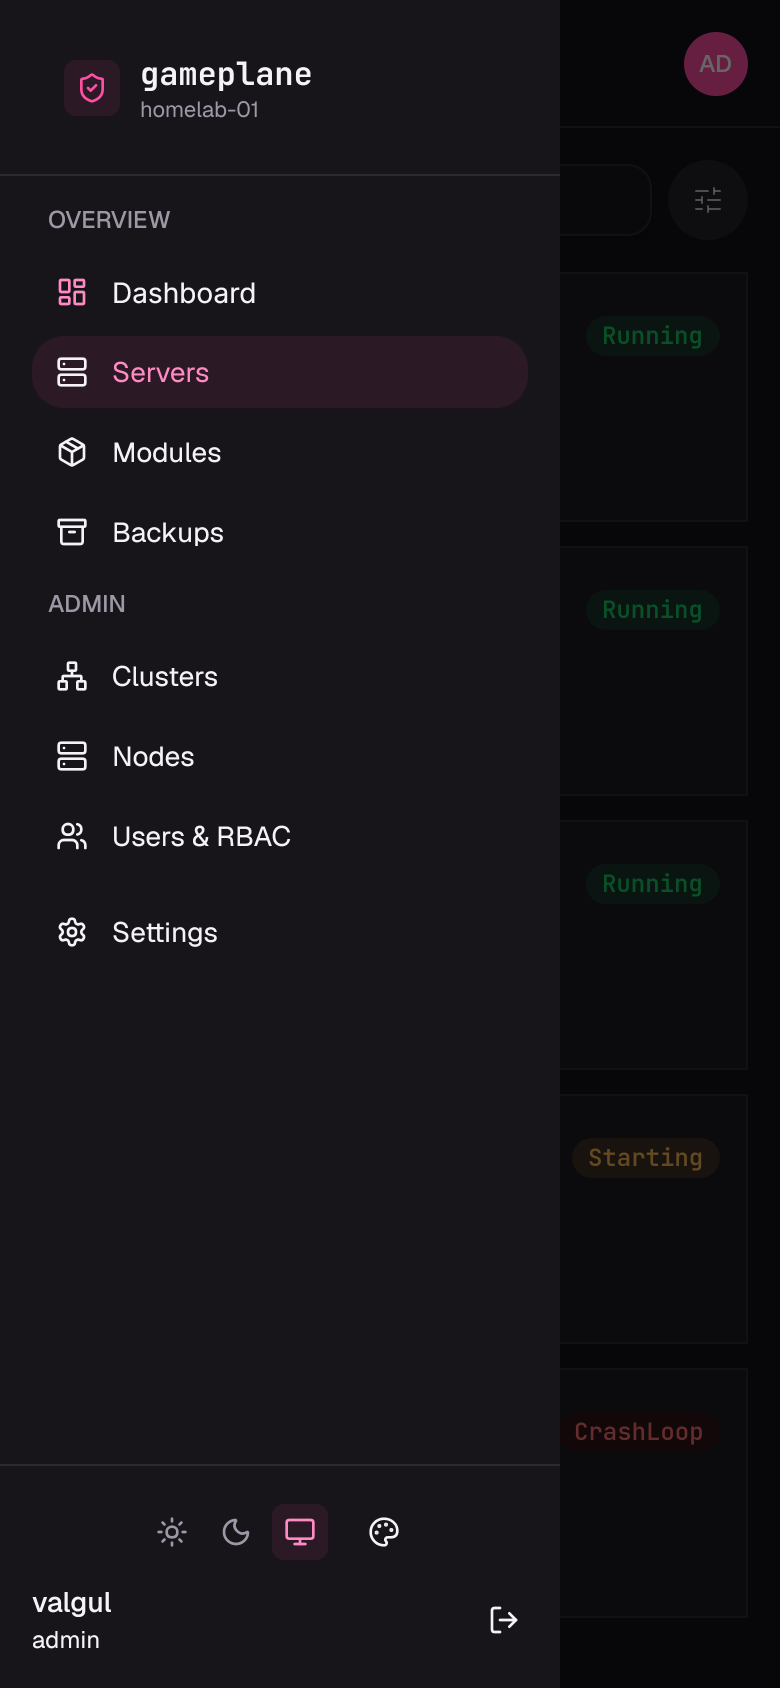 gameplane
homelab-01
AD
OVERVIEW
Dashboard
Servers
Modules
Backups
ADMIN
Clusters
Nodes
Users & RBAC
Settings
Running
Running
Running
Starting
CrashLoop
valgul
admin